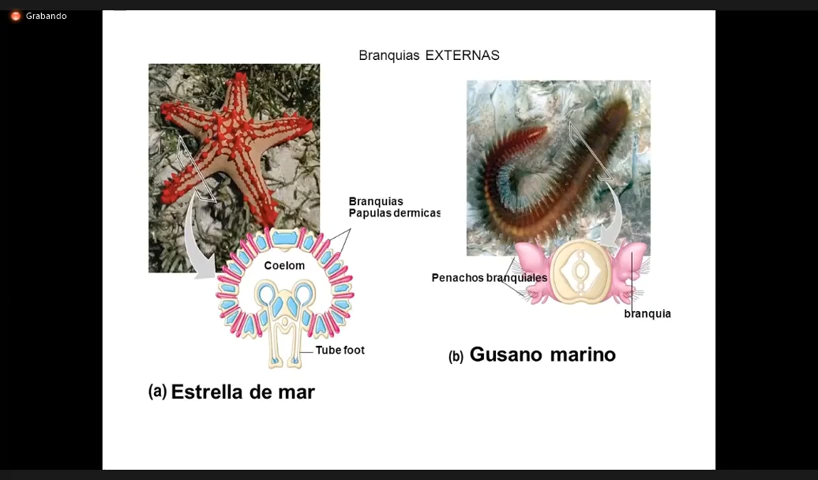 Grabando
Branquias EXTERNAS
Branquias
Papulas dermicas
Coelom
Tube foot
(a) Estrella de mar
Penachos branquiales
branquia
(b) Gusano marino